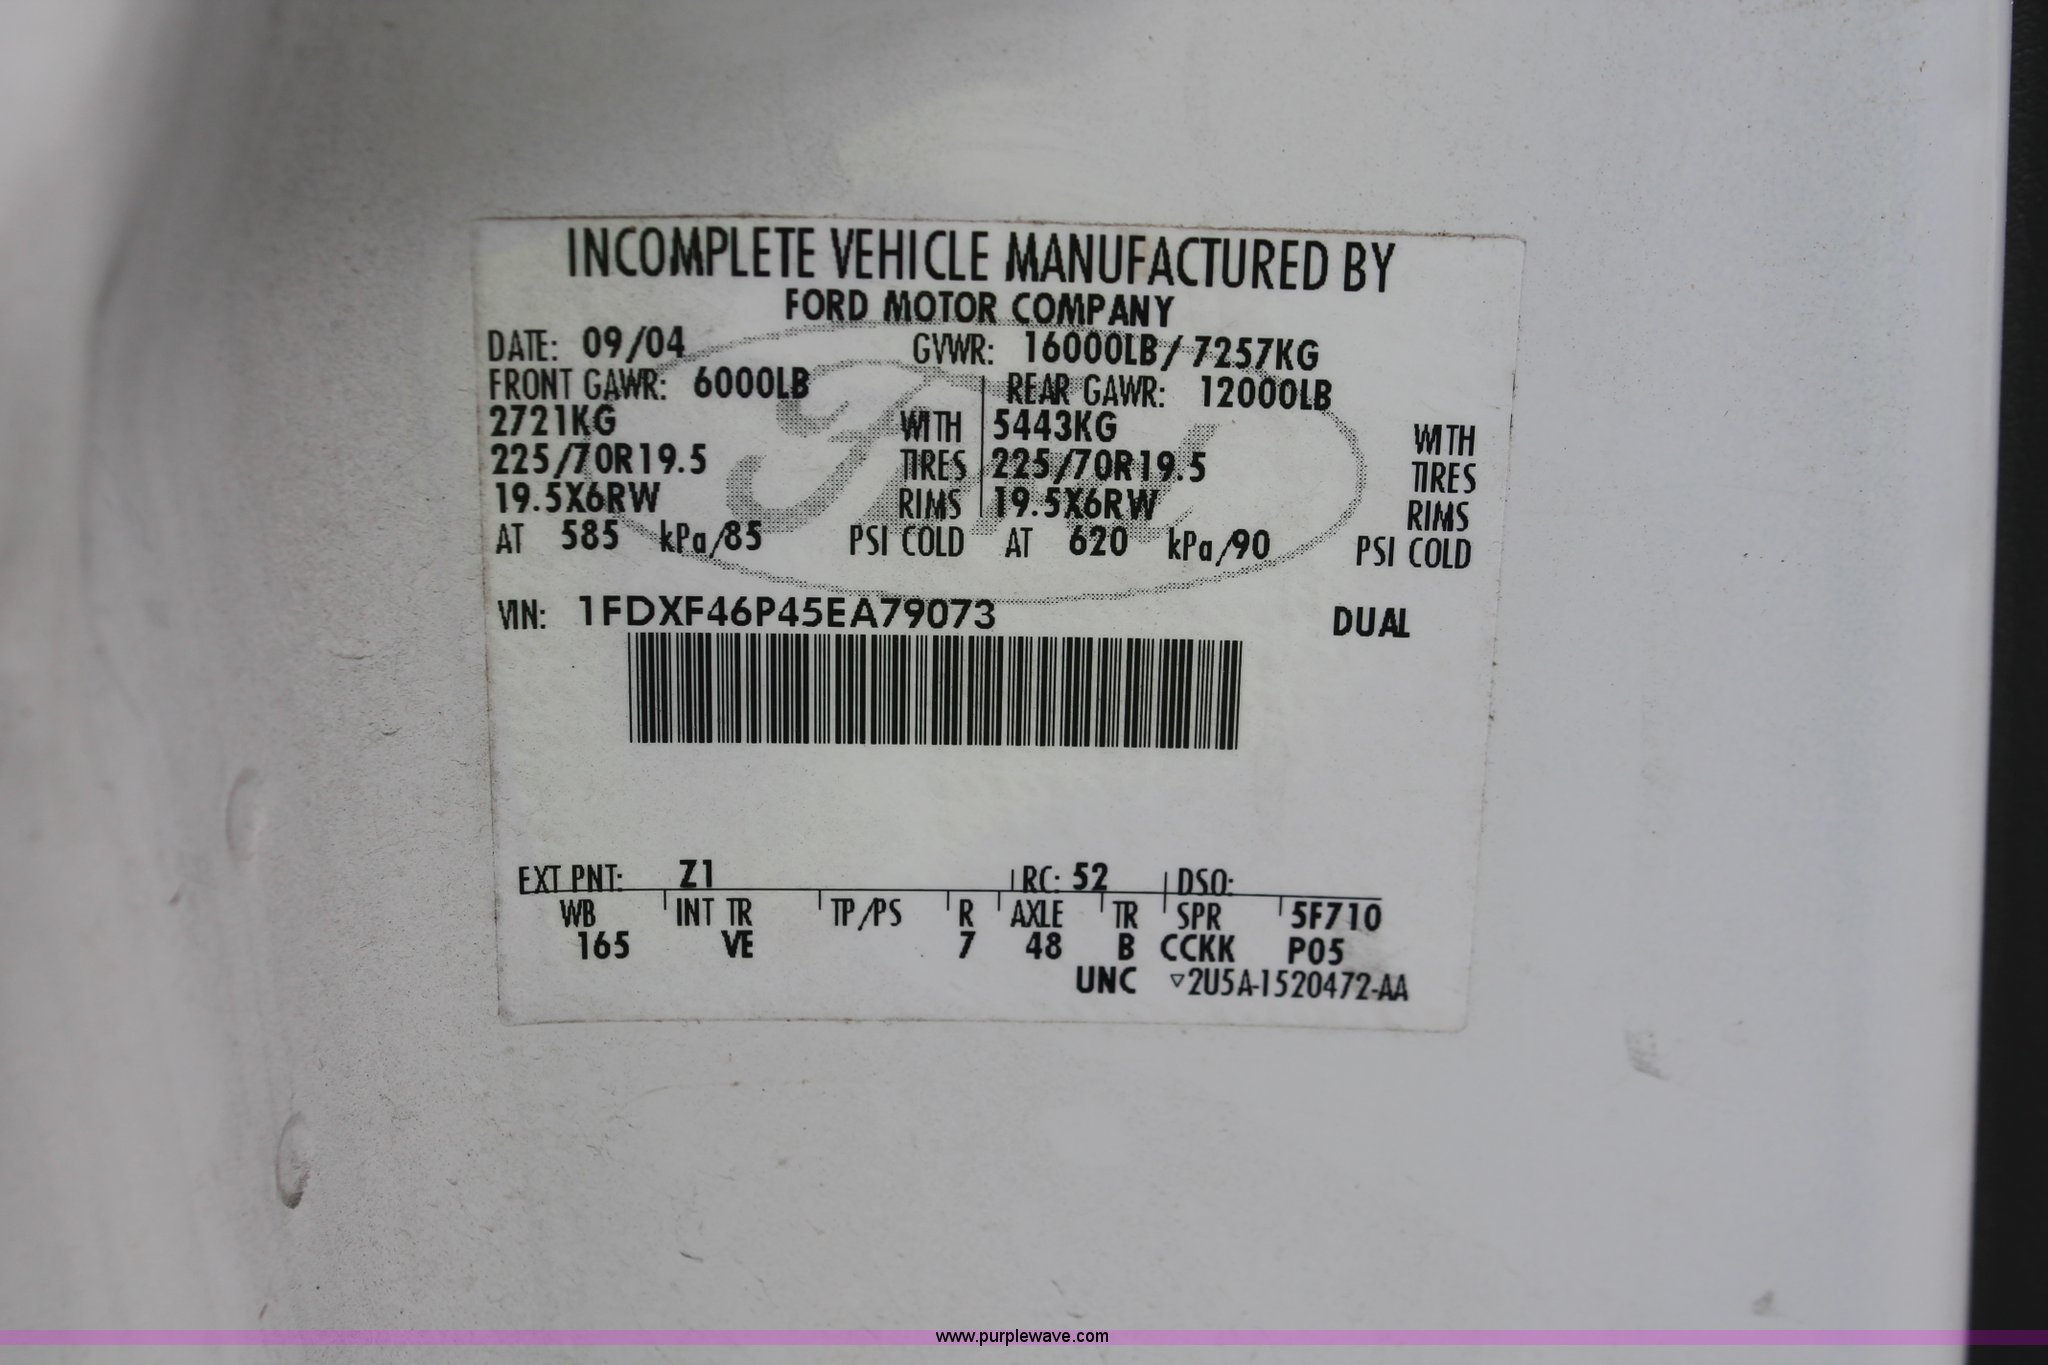 INCOMPLETE VEHICLE MANUFACTURED BY
FORD MOTOR COMPANY
DATE: 09/04 GVWR: 16000LB/7257KG
FRONT GAWR: 6000LB REAR GAWR: 12000LB
2721KG WITH 5443KG WITH
225/70R19.5 TIRES 225/70R19.5 TIRES
19.5X6RW RIMS 19.5X6RW RIMS
AT 585 kPa/85 PSI COLD AT 620 kPa/90 PSI COLD
VIN: 1FDXF46P45EA79073 DUAL
EXT PNT: Z1 RC: 52 DSO:
WB INT TR TP/PS R AXLE TR SPR 5F710
165 VE 7 48 B CCKK P05
UNC ▽2U5A-1520472-AA
www.purplewave.com